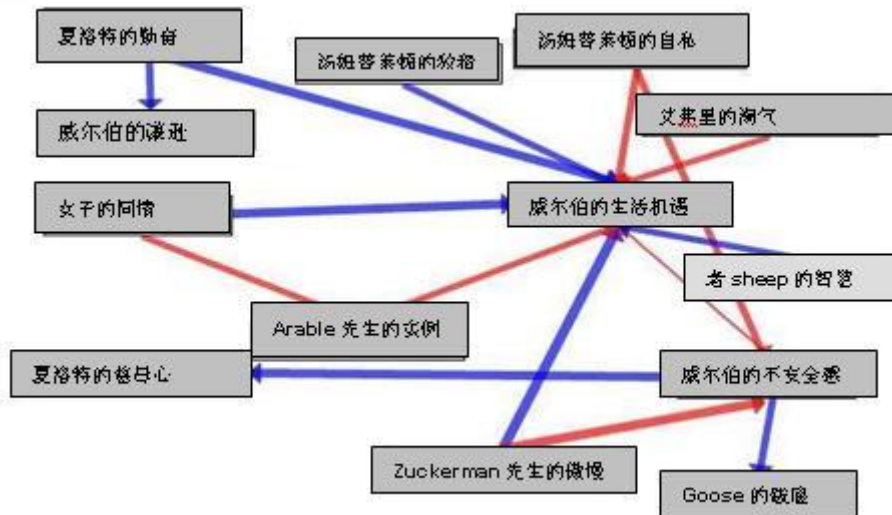 夏洛特的勤奋
汤姆普莱顿的狡猾
汤姆普莱顿的自私
艾弗里的淘气
威尔伯的谦逊
女子的同情
威尔伯的生活机遇
老 sheep 的智慧
Arable 先生的实例
夏洛特的慈母心
威尔伯的不安全感
Zuckerman 先生的傲慢
Goose 的